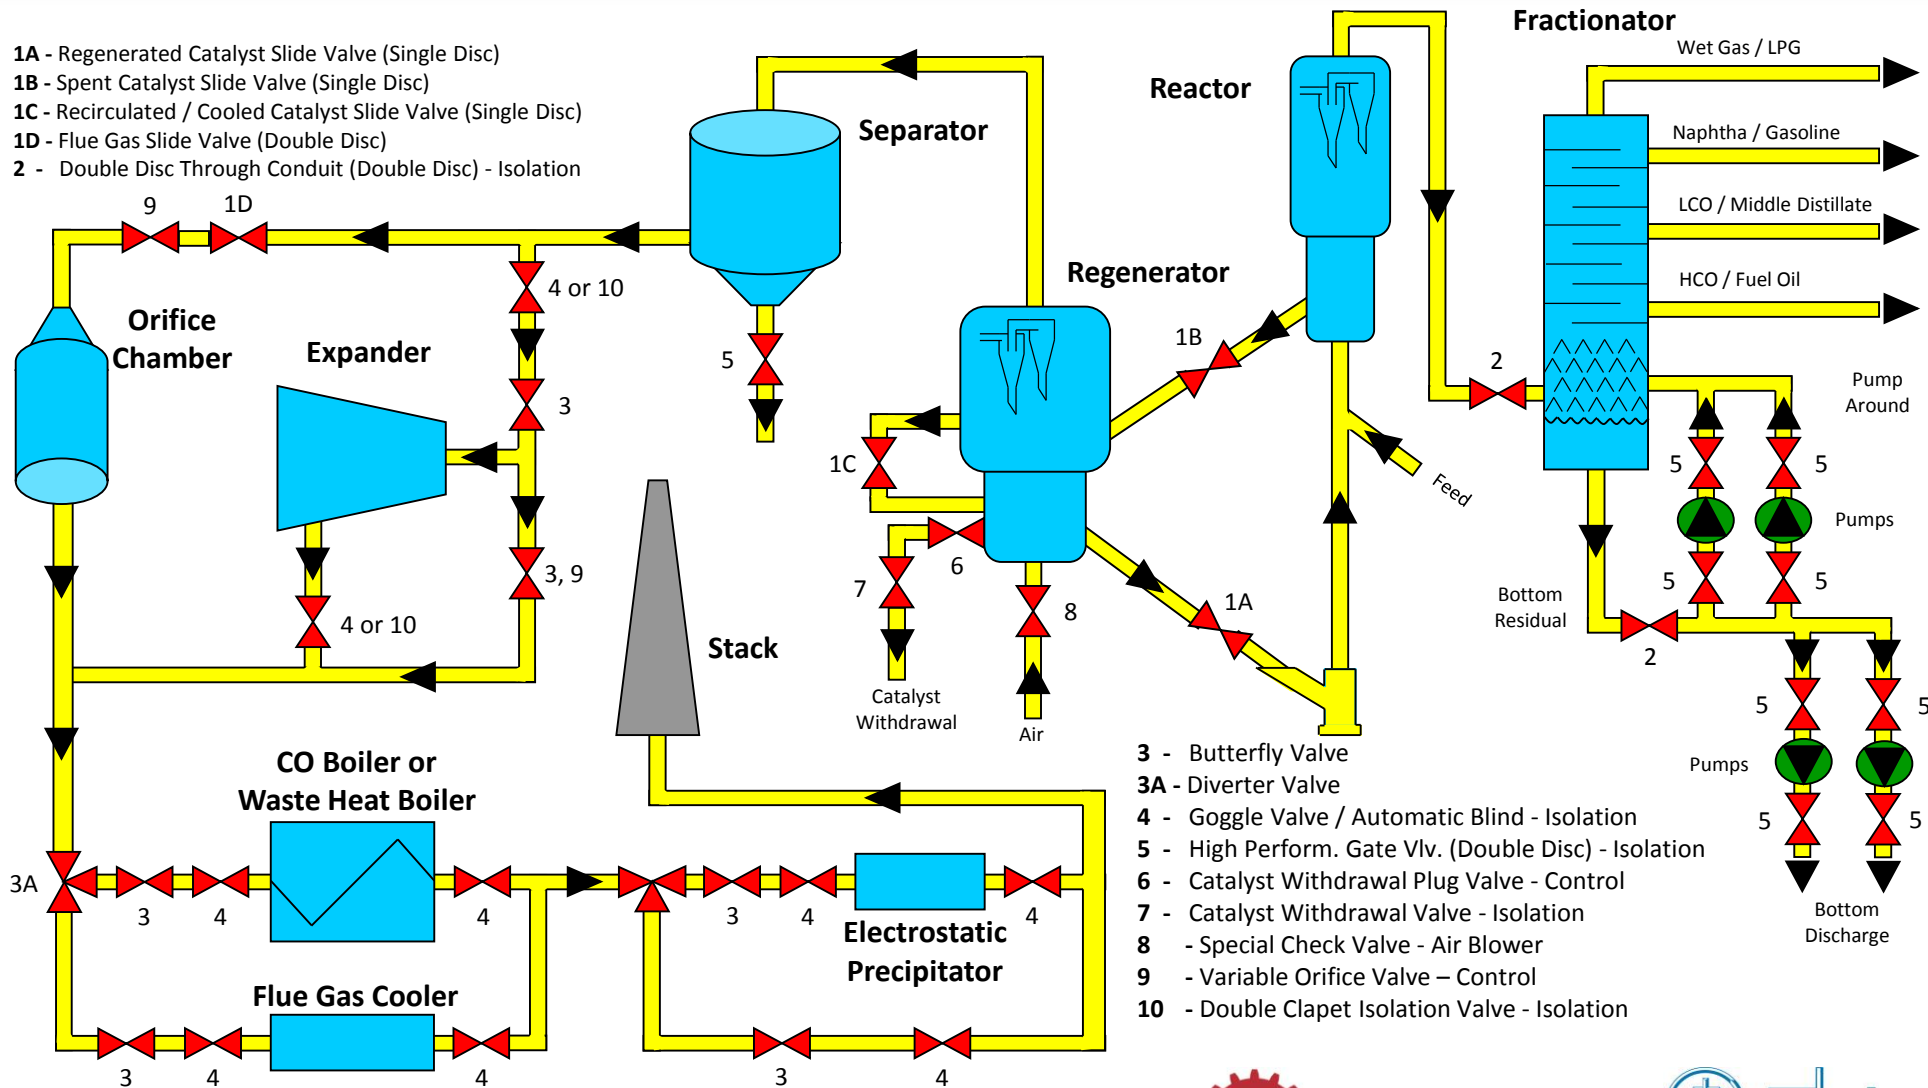 Fractionator
Wet Gas / LPG
1A - Regenerated Catalyst Slide Valve (Single Disc)
1B - Spent Catalyst Slide Valve (Single Disc)
1C - Recirculated / Cooled Catalyst Slide Valve (Single Disc)
1D - Flue Gas Slide Valve (Double Disc)
2 - Double Disc Through Conduit (Double Disc) - Isolation
Reactor
Separator
Naphtha / Gasoline
LCO / Middle Distillate
HCO / Fuel Oil
9
1D
4 or 10
Regenerator
Orifice
Chamber
Expander
5
1B
2
3
Pump
Around
1C
5
5
Feed
Pumps
3, 9
6
7
8
5
5
1A
Bottom
Residual
4 or 10
Stack
2
Catalyst
Withdrawal
Air
5
5
Pumps
5
5
CO Boiler or
Waste Heat Boiler
3 - Butterfly Valve
3A - Diverter Valve
4 - Goggle Valve / Automatic Blind - Isolation
5 - High Perform. Gate Vlv. (Double Disc) - Isolation
6 - Catalyst Withdrawal Plug Valve - Control
7 - Catalyst Withdrawal Valve - Isolation
8 - Special Check Valve - Air Blower
9 - Variable Orifice Valve – Control
10 - Double Clapet Isolation Valve - Isolation
Bottom
Discharge
3A
3
4
4
3
4
4
Electrostatic
Precipitator
Flue Gas Cooler
3
4
4
3
4